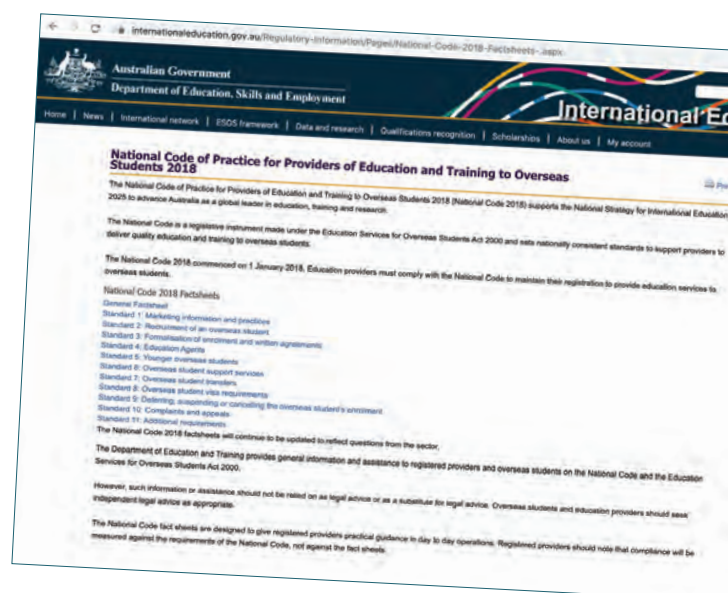 internationaleducation.gov.au/Regulatory-Information/Pages/National-Code-2018-Factsheets-.aspx
Australian Government
Department of Education, Skills and Employment
International Ed
Home | News | International network | ESOS framework | Data and research | Qualifications recognition | Scholarships | About us | My account
National Code of Practice for Providers of Education and Training to Overseas
Students 2018
The National Code of Practice for Providers of Education and Training to Overseas Students 2018 (National Code 2018) supports the National Strategy for International Education
2025 to advance Australia as a global leader in education, training and research.
The National Code is a legislative instrument made under the Education Services for Overseas Students Act 2000 and sets nationally consistent standards to support providers to
deliver quality education and training to overseas students.
The National Code 2018 commenced on 1 January 2018. Education providers must comply with the National Code to maintain their registration to provide education services to
overseas students.
National Code 2018 Factsheets
General Factsheet
Standard 1: Marketing information and practices
Standard 2: Recruitment of an overseas student
Standard 3: Formalisation of enrolment and written agreements
Standard 4: Education Agents
Standard 5: Younger overseas students
Standard 6: Overseas student support services
Standard 7: Overseas student transfers
Standard 8: Overseas student visa requirements
Standard 9: Deferring, suspending or cancelling the overseas student's enrolment
Standard 10: Complaints and appeals
Standard 11: Additional requirements
The National Code 2018 factsheets will continue to be updated to reflect questions from the sector.
The Department of Education and Training provides general information and assistance to registered providers and overseas students on the National Code and the Education
Services for Overseas Students Act 2000.
However, such information or assistance should not be relied on as legal advice or as a substitute for legal advice. Overseas students and education providers should seek
independent legal advice as appropriate.
The National Code fact sheets are designed to give registered providers practical guidance in day to day operations. Registered providers should note that compliance will be
measured against the requirements of the National Code, not against the fact sheets.